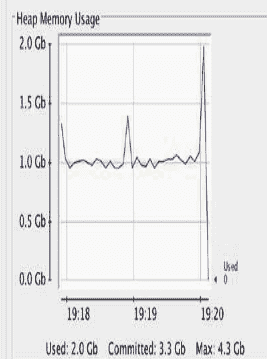 Heap Memory Usage
2.0 Gb
1.5 Gb
1.0 Gb
0.5 Gb
0.0 Gb
Used
0
19:18 19:19 19:20
Used: 2.0 Gb Committed: 3.3 Gb Max: 4.3 Gb